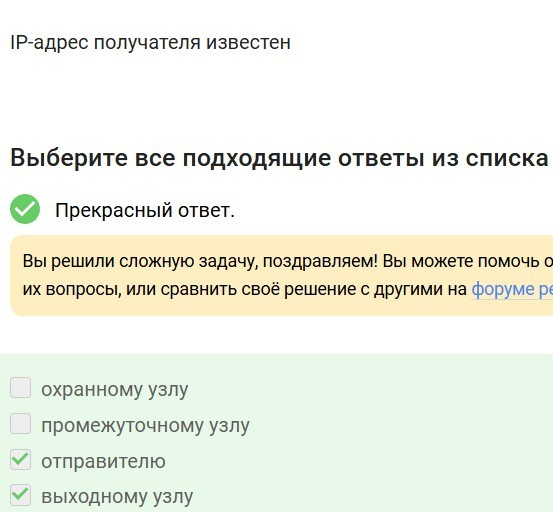 IP-адрес получателя известен
Выберите все подходящие ответы из списка
Прекрасный ответ.
Вы решили сложную задачу, поздравляем! Вы можете помочь
их вопросы, или сравнить своё решение с другими на форуме
охранному узлу
промежуточному узлу
отправителю
выходному узлу